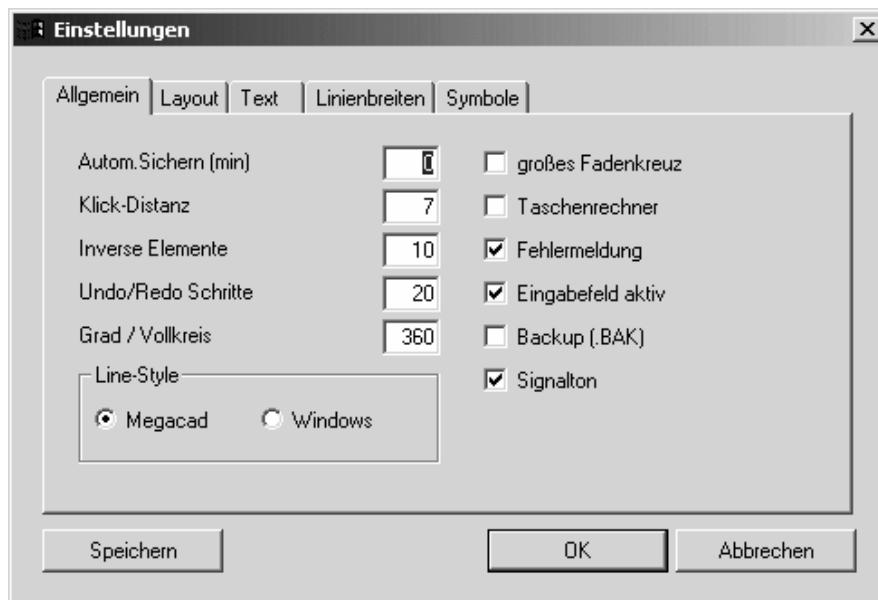 Einstellungen
Allgemein Layout Text Linienbreiten Symbole
Autom.Sichern (min) 0 großes Fadenkreuz
Klick-Distanz 7 Taschenrechner
Inverse Elemente 10 Fehlermeldung
Undo/Redo Schritte 20 Eingabefeld aktiv
Grad / Vollkreis 360 Backup (.BAK)
Line-Style Signalton
Megacad Windows
Speichern OK Abbrechen